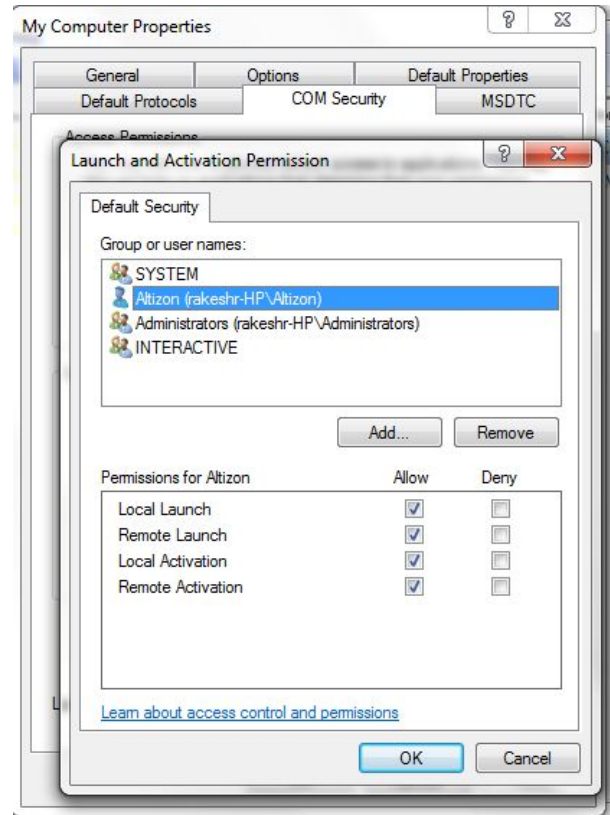 My Computer Properties
General Options Default Properties
Default Protocols COM Security MSDTC
Access Permissions
Launch and Activation Permission
Default Security
Group or user names:
SYSTEM
Altizon (rakeshr-HP\Altizon)
Administrators (rakeshr-HP\Administrators)
INTERACTIVE
Add... Remove
Permissions for Altizon Allow Deny
Local Launch
Remote Launch
Local Activation
Remote Activation
Learn about access control and permissions
OK Cancel